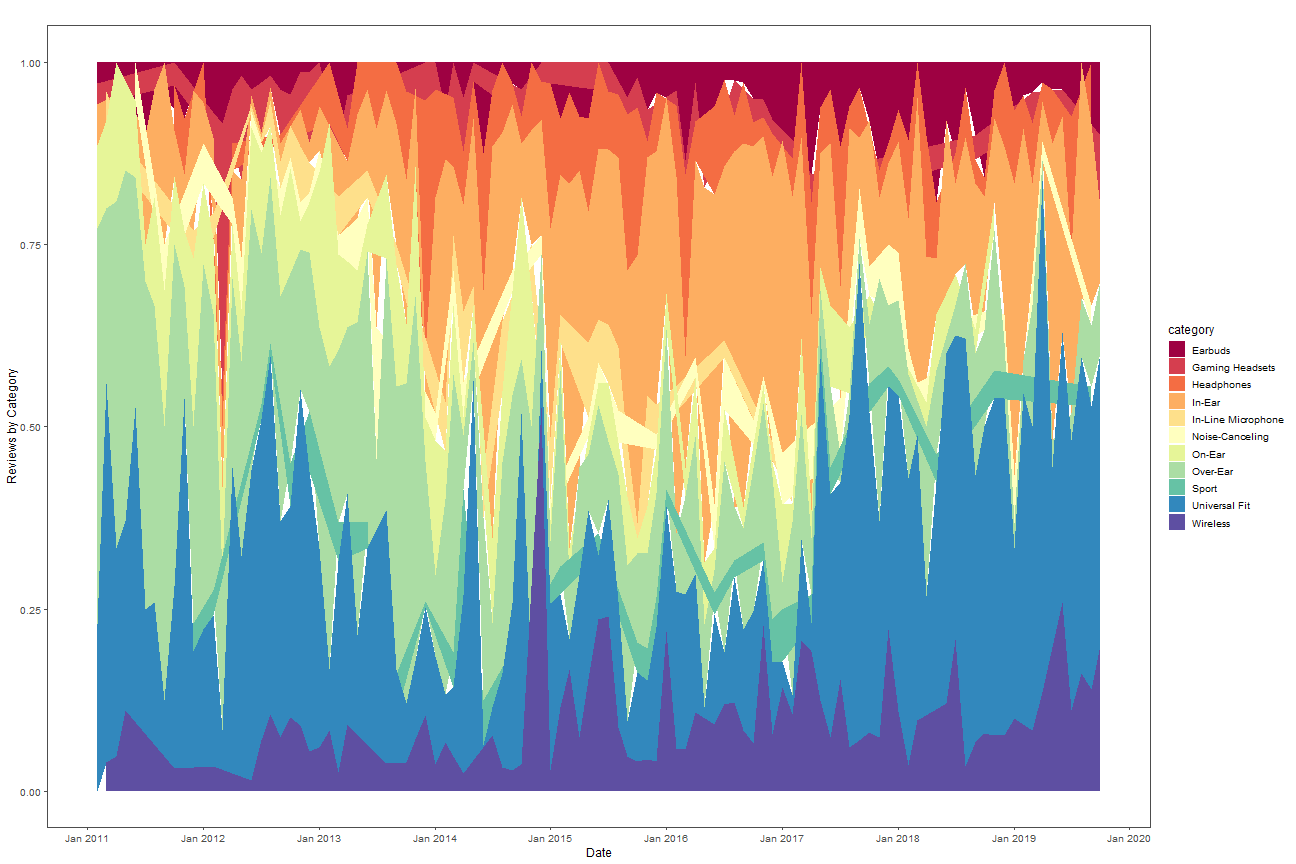 1.00
0.75
0.50
0.25
0.00
Reviews by Category
Jan 2011 Jan 2012 Jan 2013 Jan 2014 Jan 2015 Jan 2016 Jan 2017 Jan 2018 Jan 2019 Jan 2020
Date
category
Earbuds
Gaming Headsets
Headphones
In-Ear
In-Line Microphone
Noise-Canceling
On-Ear
Over-Ear
Sport
Universal Fit
Wireless